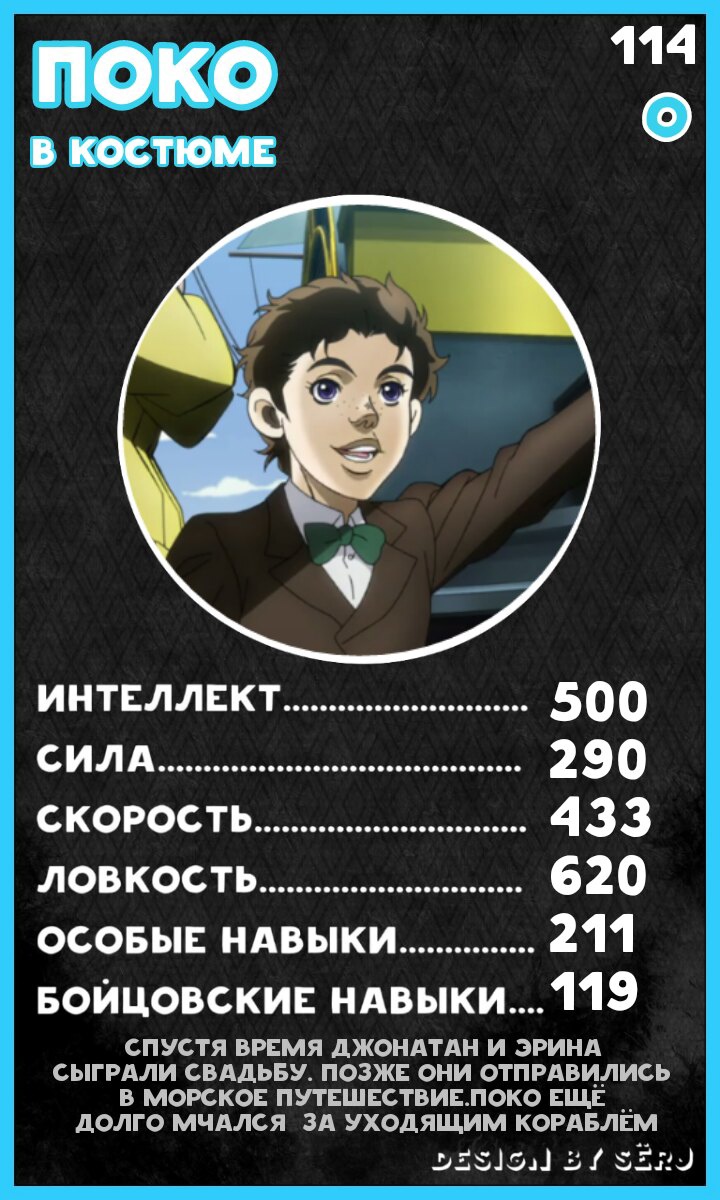 ПОКО
114
В КОСТЮМЕ
ИНТЕЛЛЕКТ........................... 500
СИЛА........................................ 290
СКОРОСТЬ.............................. 433
ЛОВКОСТЬ............................. 620
ОСОБЫЕ НАВЫКИ............... 211
БОЙЦОВСКИЕ НАВЫКИ.... 119
СПУСТЯ ВРЕМЯ ДЖОНАТАН И ЭРИНА
СЫГРАЛИ СВАДЬБУ. ПОЗЖЕ ОНИ ОТПРАВИЛИСЬ
В МОРСКОЕ ПУТЕШЕСТВИЕ.ПОКО ЕЩЁ
ДОЛГО МЧАЛСЯ ЗА УХОДЯЩИМ КОРАБЛЁМ
DESIGN BY SЁRJ